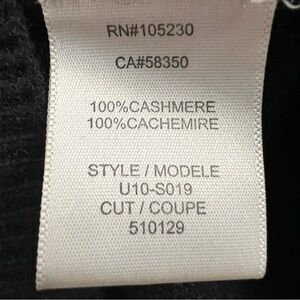 RN#105230
CA#58350
100%CASHMERE
100%CACHEMIRE
STYLE / MODELE
U10-S019
CUT / COUPE
510129